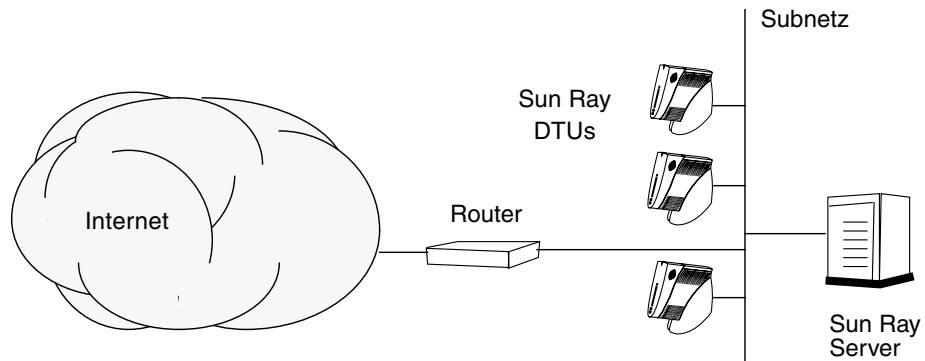 Subnetz
Sun Ray
DTUs
Internet
Router
Sun Ray
Server